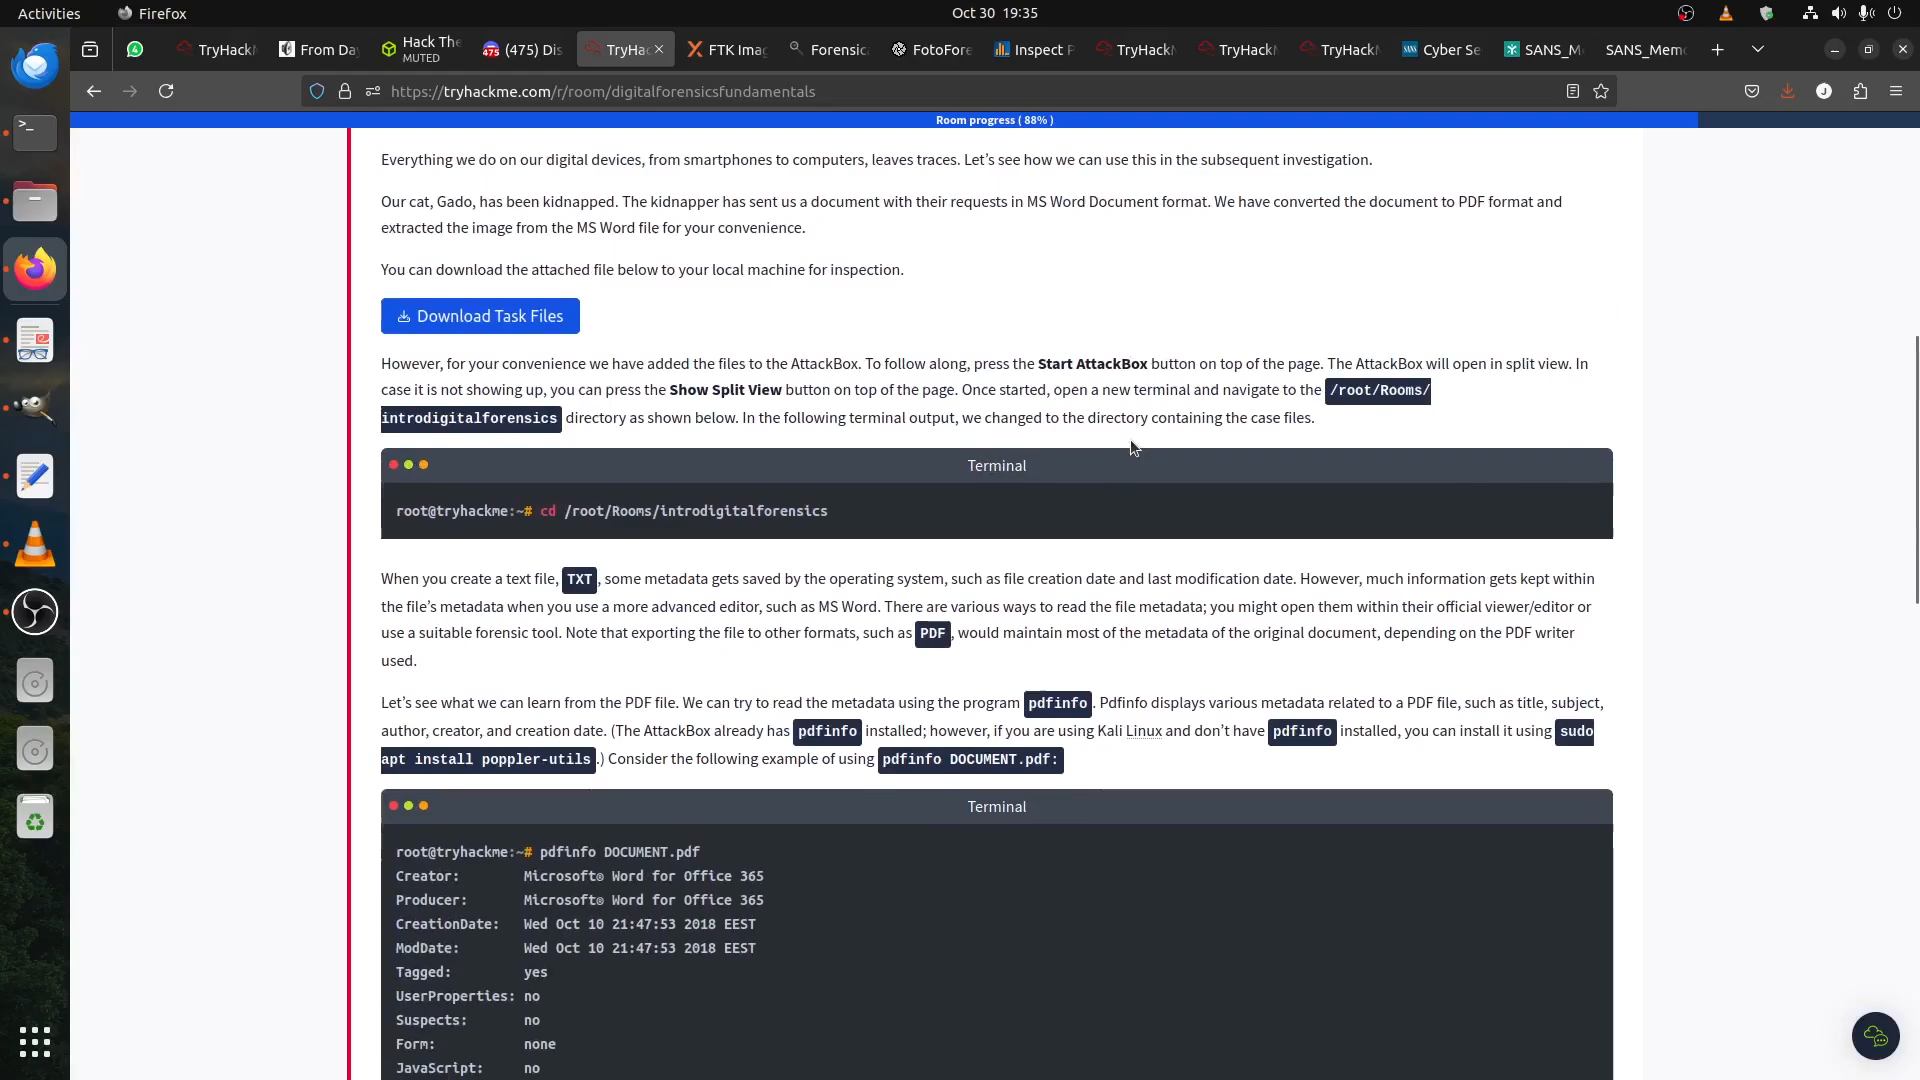 Activities
Firefox
Oct 30 19:35
TryHackM
From Day
Hack The
MUTED
475
(475) Dis
TryHac
FTK Imag
Forensica
FotoFore
Inspect P
TryHackM
TryHackM
TryHackM
Cyber Se
SANS_M
SANS_Mem
https://tryhackme.com/r/room/digitalforensicsfundamentals
J
Room progress ( 88% )
Everything we do on our digital devices, from smartphones to computers, leaves traces. Let’s see how we can use this in the subsequent investigation.
Our cat, Gado, has been kidnapped. The kidnapper has sent us a document with their requests in MS Word Document format. We have converted the document to PDF format and
extracted the image from the MS Word file for your convenience.
You can download the attached file below to your local machine for inspection.
Download Task Files
However, for your convenience we have added the files to the AttackBox. To follow along, press the Start AttackBox button on top of the page. The AttackBox will open in split view. In
case it is not showing up, you can press the Show Split View button on top of the page. Once started, open a new terminal and navigate to the /root/Rooms/
introdigitalforensics directory as shown below. In the following terminal output, we changed to the directory containing the case files.
Terminal
root@tryhackme:~# cd /root/Rooms/introdigitalforensics
When you create a text file, TXT, some metadata gets saved by the operating system, such as file creation date and last modification date. However, much information gets kept within
the file’s metadata when you use a more advanced editor, such as MS Word. There are various ways to read the file metadata; you might open them within their official viewer/editor or
use a suitable forensic tool. Note that exporting the file to other formats, such as PDF, would maintain most of the metadata of the original document, depending on the PDF writer
used.
Let’s see what we can learn from the PDF file. We can try to read the metadata using the program pdfinfo. Pdfinfo displays various metadata related to a PDF file, such as title, subject,
author, creator, and creation date. (The AttackBox already has pdfinfo installed; however, if you are using Kali Linux and don’t have pdfinfo installed, you can install it using sudo
apt install poppler-utils.) Consider the following example of using pdfinfo DOCUMENT.pdf:
Terminal
root@tryhackme:~# pdfinfo DOCUMENT.pdf
Creator: Microsoft® Word for Office 365
Producer: Microsoft® Word for Office 365
CreationDate: Wed Oct 10 21:47:53 2018 EEST
ModDate: Wed Oct 10 21:47:53 2018 EEST
Tagged: yes
UserProperties: no
Suspects: no
Form: none
JavaScript: no